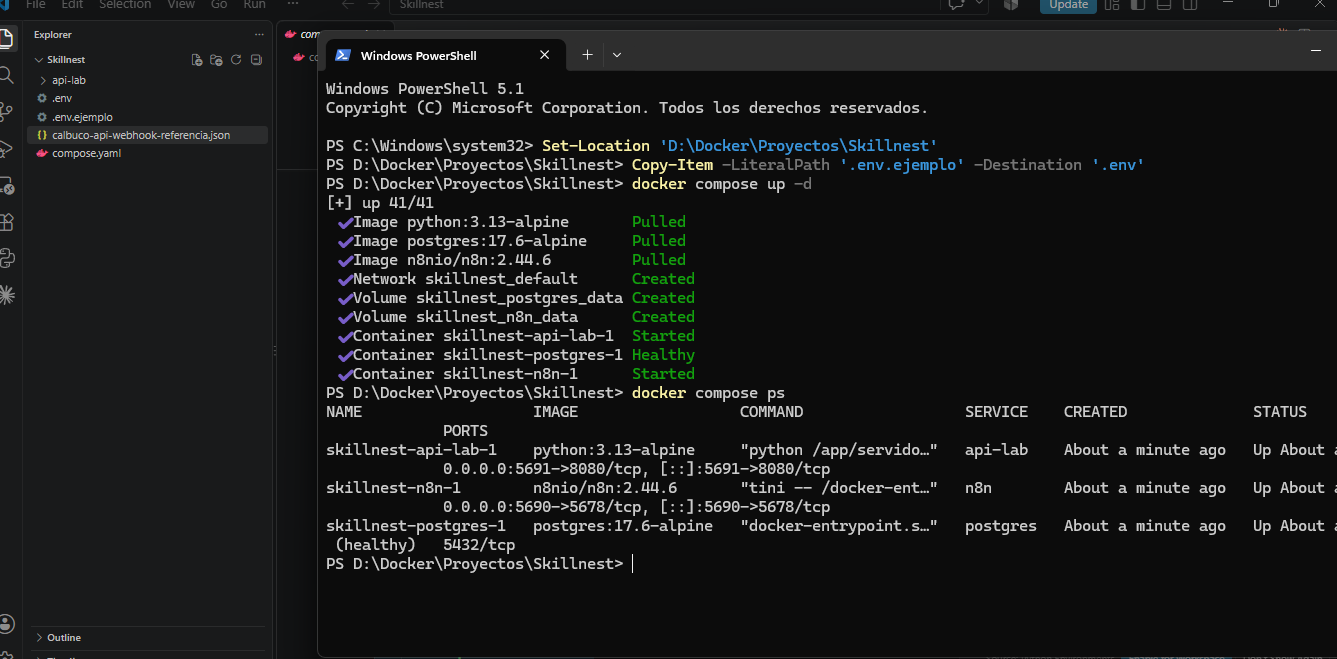 File Edit Selection View Go Run ··· Skillnest Update
Explorer
Skillnest
api-lab
.env
.env.ejemplo
calbuco-api-webhook-referencia.json
compose.yaml
Outline
com
Windows PowerShell
Windows PowerShell 5.1
Copyright (C) Microsoft Corporation. Todos los derechos reservados.
PS C:\Windows\system32> Set-Location 'D:\Docker\Proyectos\Skillnest'
PS D:\Docker\Proyectos\Skillnest> Copy-Item -LiteralPath '.env.ejemplo' -Destination '.env'
PS D:\Docker\Proyectos\Skillnest> docker compose up -d
[+] up 41/41
✔Image python:3.13-alpine Pulled
✔Image postgres:17.6-alpine Pulled
✔Image n8nio/n8n:2.44.6 Pulled
✔Network skillnest_default Created
✔Volume skillnest_postgres_data Created
✔Volume skillnest_n8n_data Created
✔Container skillnest-api-lab-1 Started
✔Container skillnest-postgres-1 Healthy
✔Container skillnest-n8n-1 Started
PS D:\Docker\Proyectos\Skillnest> docker compose ps
NAME IMAGE COMMAND SERVICE CREATED STATUS
PORTS
skillnest-api-lab-1 python:3.13-alpine "python /app/servido…" api-lab About a minute ago Up About a
0.0.0.0:5691->8080/tcp, [::]:5691->8080/tcp
skillnest-n8n-1 n8nio/n8n:2.44.6 "tini -- /docker-ent…" n8n About a minute ago Up About a
0.0.0.0:5690->5678/tcp, [::]:5690->5678/tcp
skillnest-postgres-1 postgres:17.6-alpine "docker-entrypoint.s…" postgres About a minute ago Up About a
(healthy) 5432/tcp
PS D:\Docker\Proyectos\Skillnest>